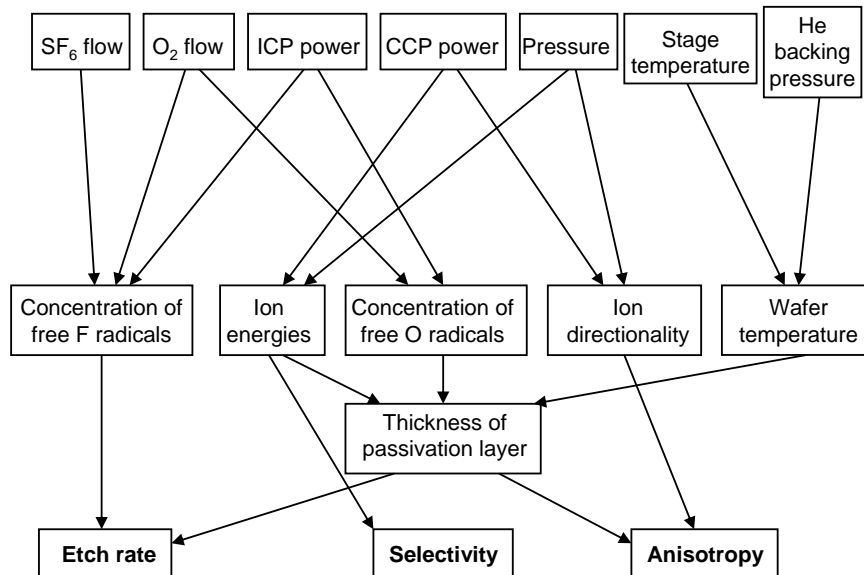 SF₆ flow
O₂ flow
ICP power
CCP power
Pressure
Stage
temperature
He
backing
pressure
Concentration of
free F radicals
Ion
energies
Concentration of
free O radicals
Ion
directionality
Wafer
temperature
Thickness of
passivation layer
Etch rate
Selectivity
Anisotropy